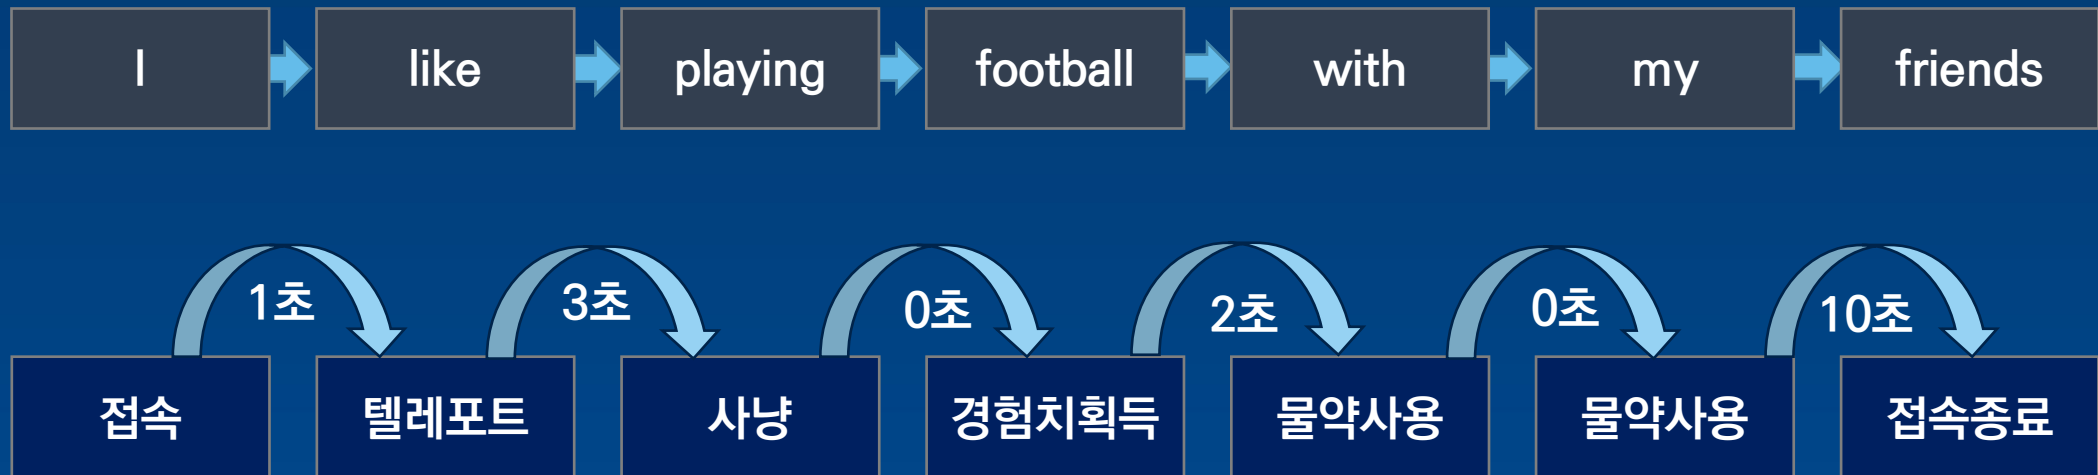 I like playing football with my friends
1초 3초 0초 2초 0초 10초
접속 텔레포트 사냥 경험치획득 물약사용 물약사용 접속종료